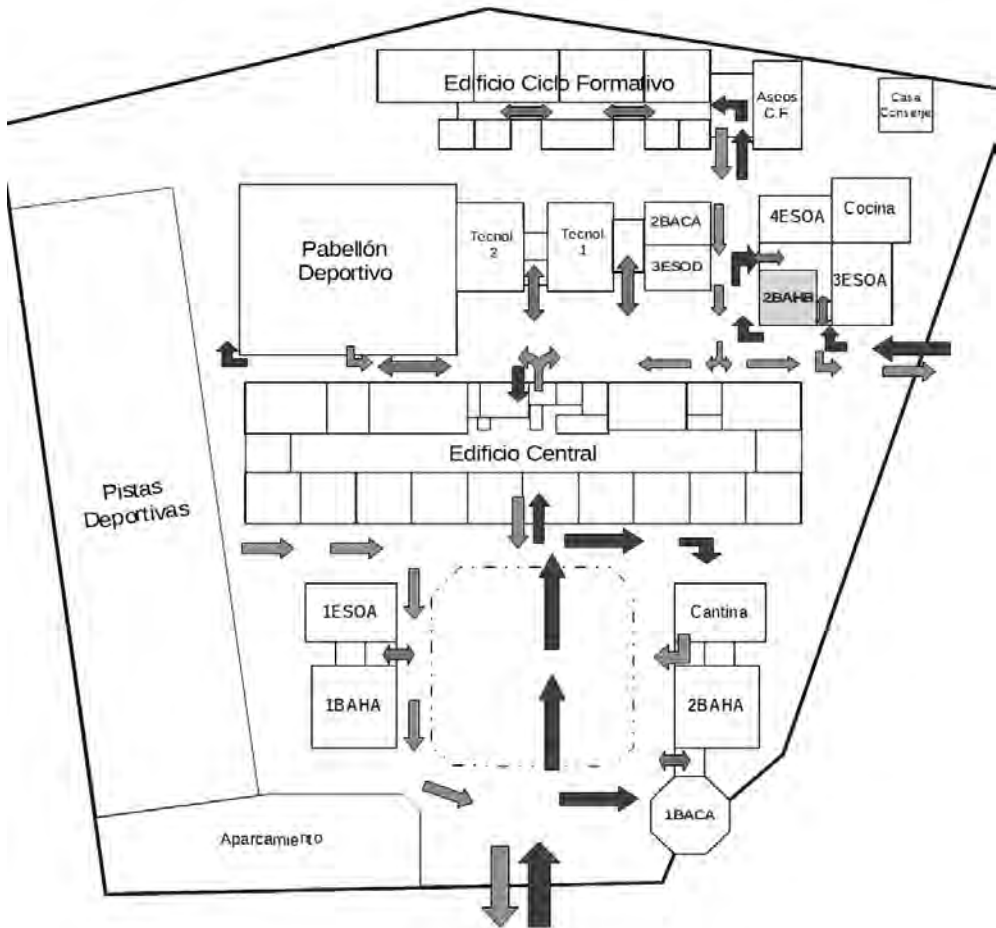 Edificio Ciclo Formativo
Aseos
C.F.
Casa
Conserje
Pabellón
Deportivo
Tecnol.
2
Tecnol.
1
2BACA
3ESOD
4ESOA
Cocina
2BAHB
3ESOA
Edificio Central
Pistas
Deportivas
1ESOA
1BAHA
Cantina
2BAHA
1BACA
Aparcamiento